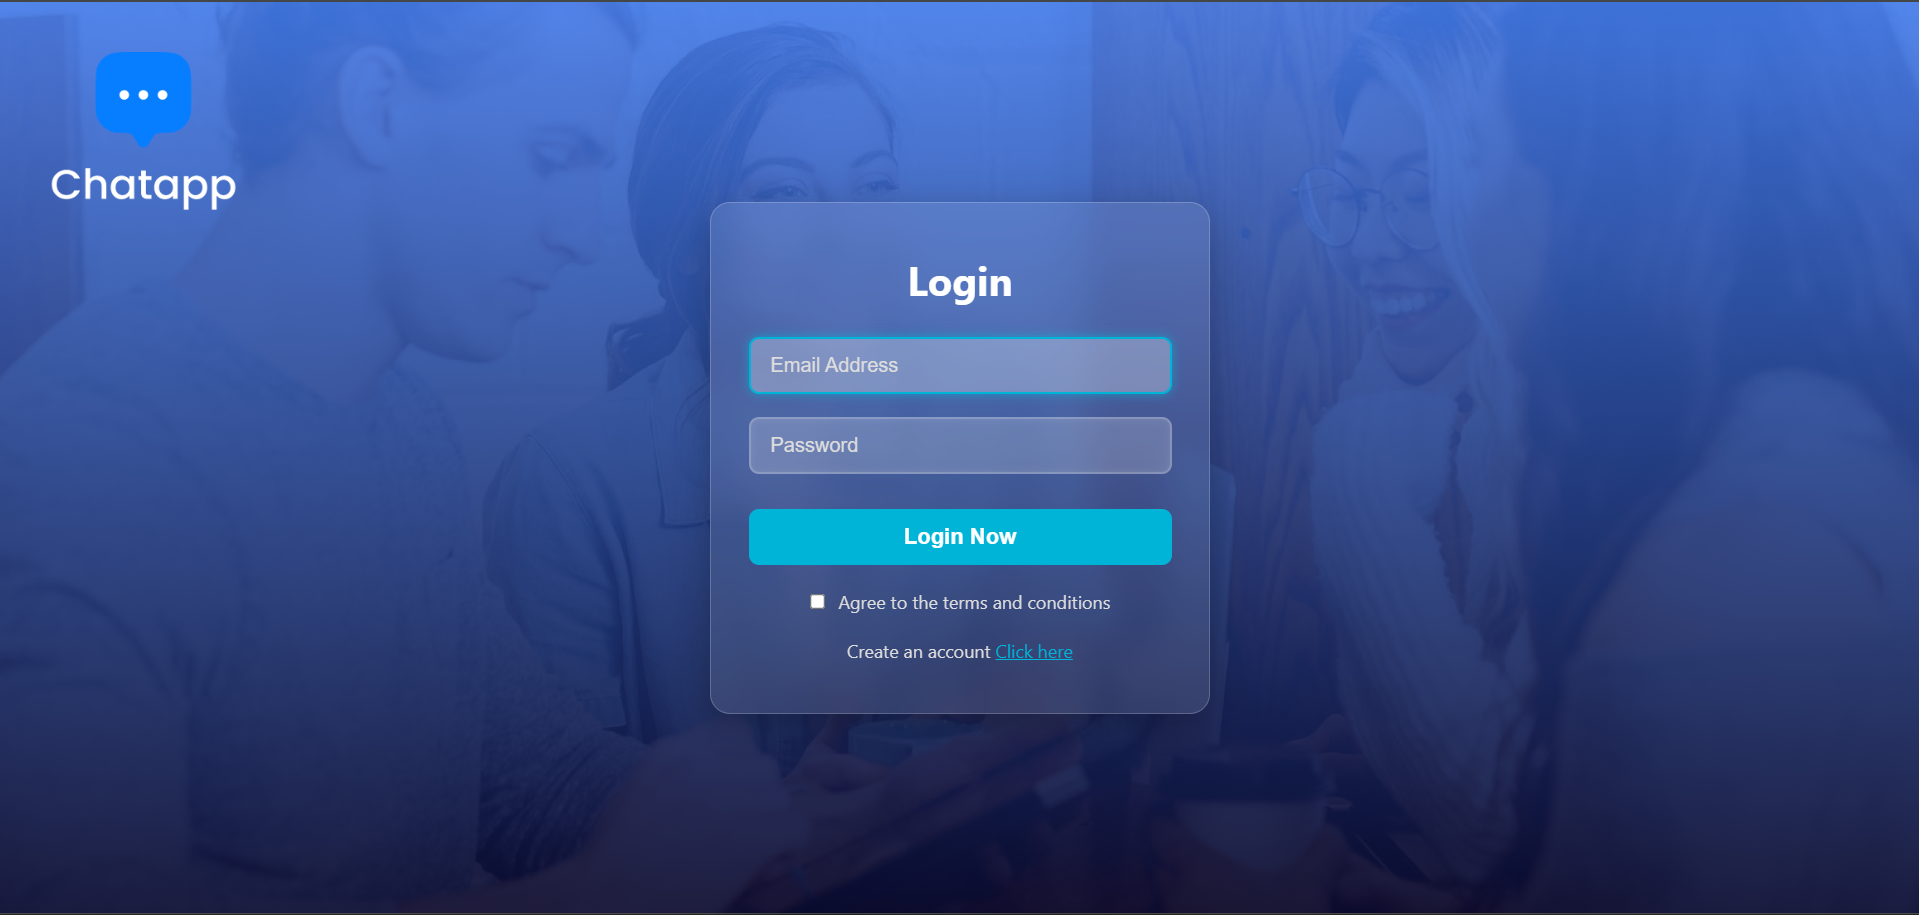 Chatapp
Login
Email Address
Password
Login Now
Agree to the terms and conditions
Create an account Click here